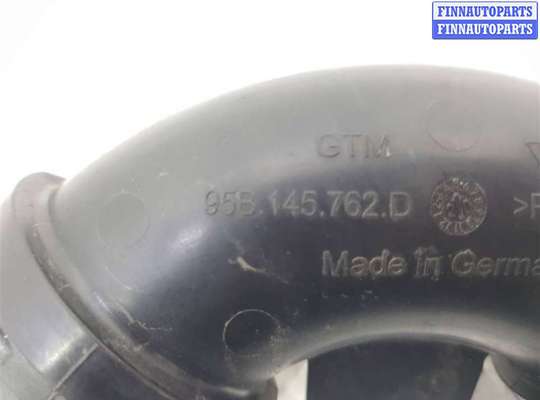 FINNAUTOPARTS
FINNAUTOPARTS
GTM
95B.145.762.D
Made in Germa